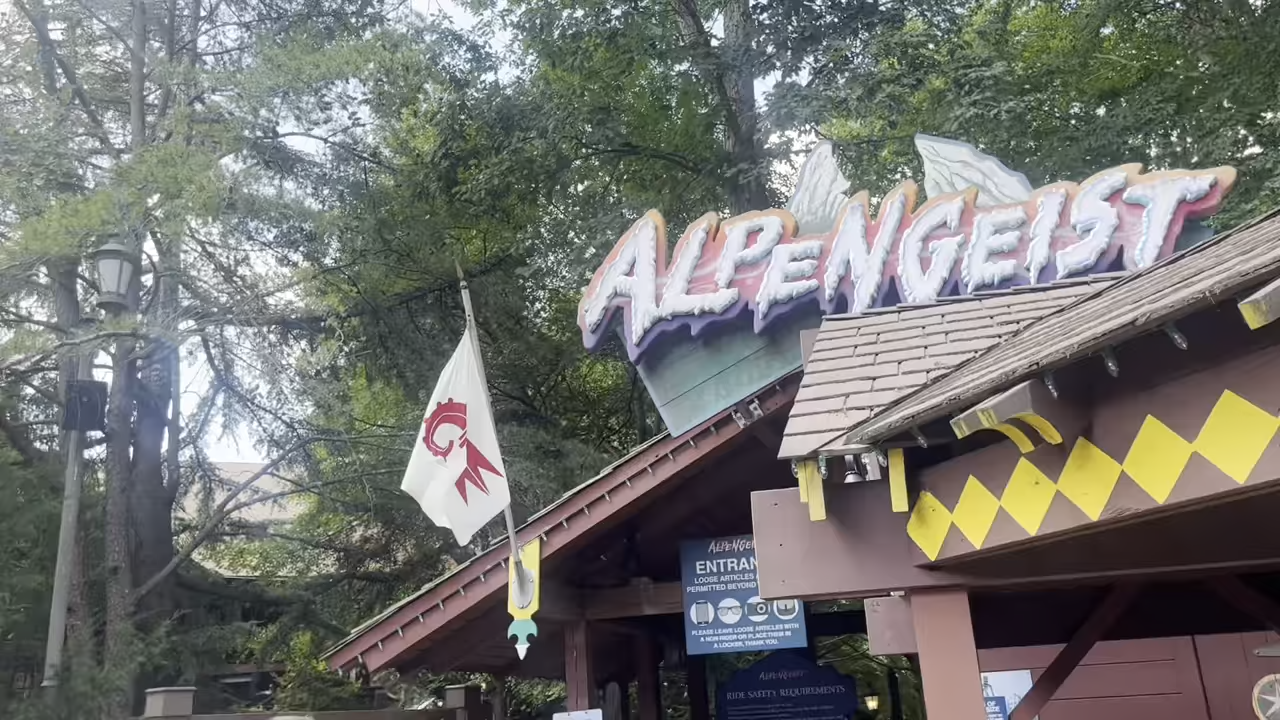 ALPENGEIST
ALPENGEI
ENTRAN
LOOSE ARTICLES
PERMITTED BEYOND
PLEASE LEAVE LOOSE ARTICLES WITH
A NON-RIDER OR PLACE THEM IN
A LOCKER, THANK YOU.
ALPENGEIST
RIDE SAFETY REQUIREMENTS